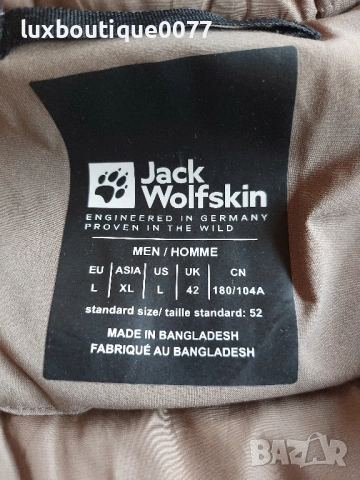 luxboutique0077
Jack
Wolfskin
ENGINEERED IN GERMANY
PROVEN IN THE WILD
MEN / HOMME
EU ASIA US UK CN
L XL L 42 180/104A
standard size/ taille standard: 52
MADE IN BANGLADESH
FABRIQUÉ AU BANGLADESH
BAZAR